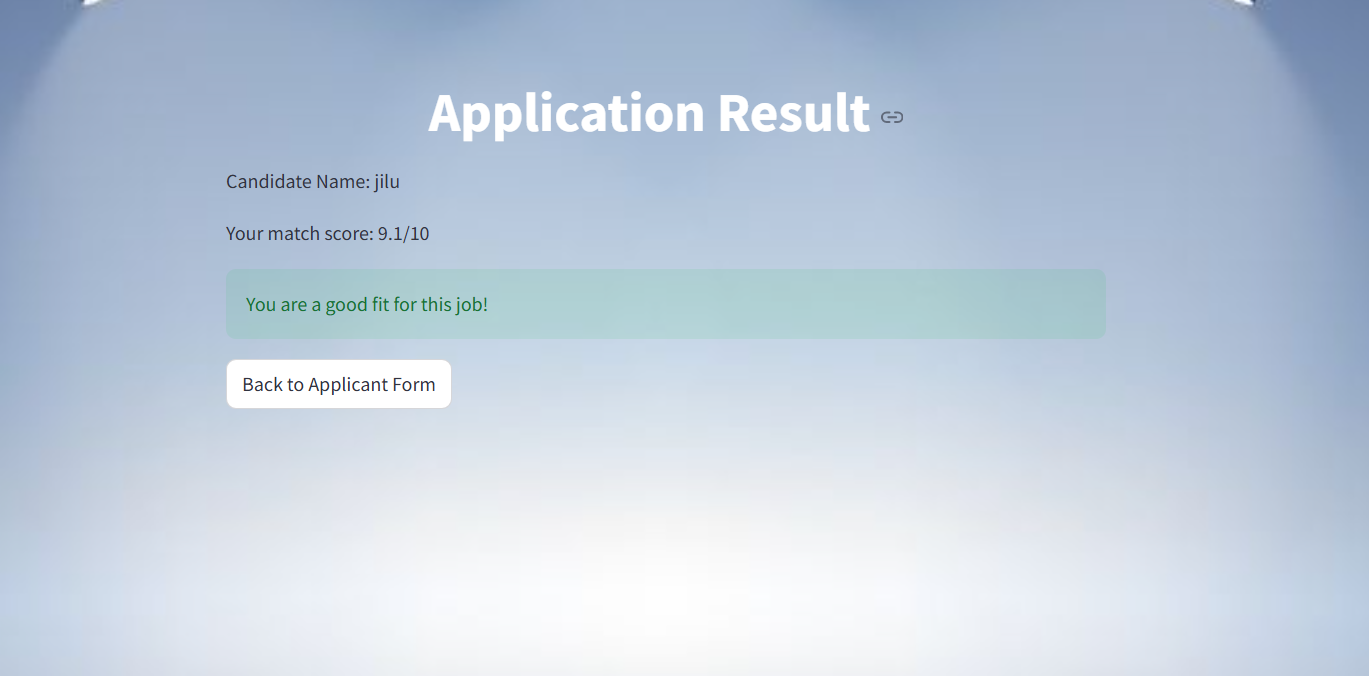 Application Result
Candidate Name: jilu
Your match score: 9.1/10
You are a good fit for this job!
Back to Applicant Form